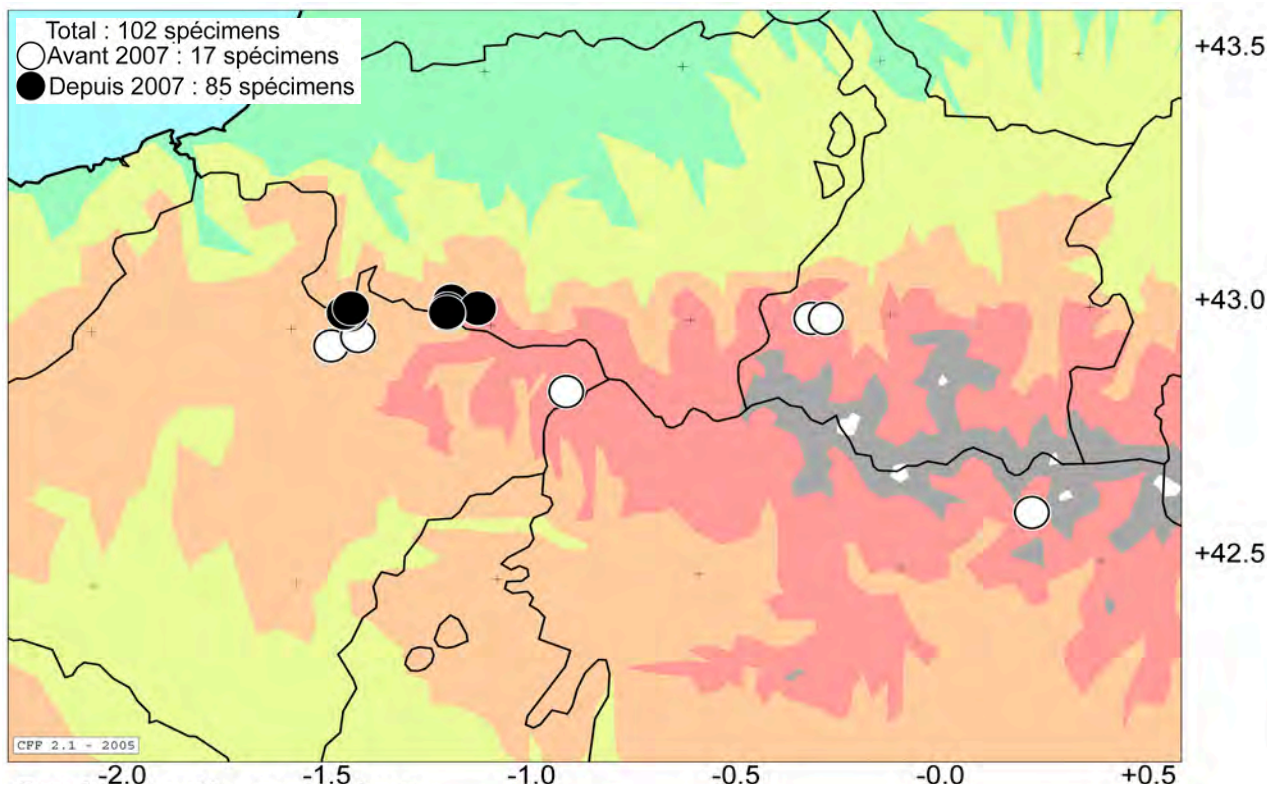 Total : 102 spécimens
Avant 2007 : 17 spécimens
Depuis 2007 : 85 spécimens
+43.5
+43.0
+42.5
CFF 2.1 - 2005
-2.0 -1.5 -1.0 -0.5 -0.0 +0.5